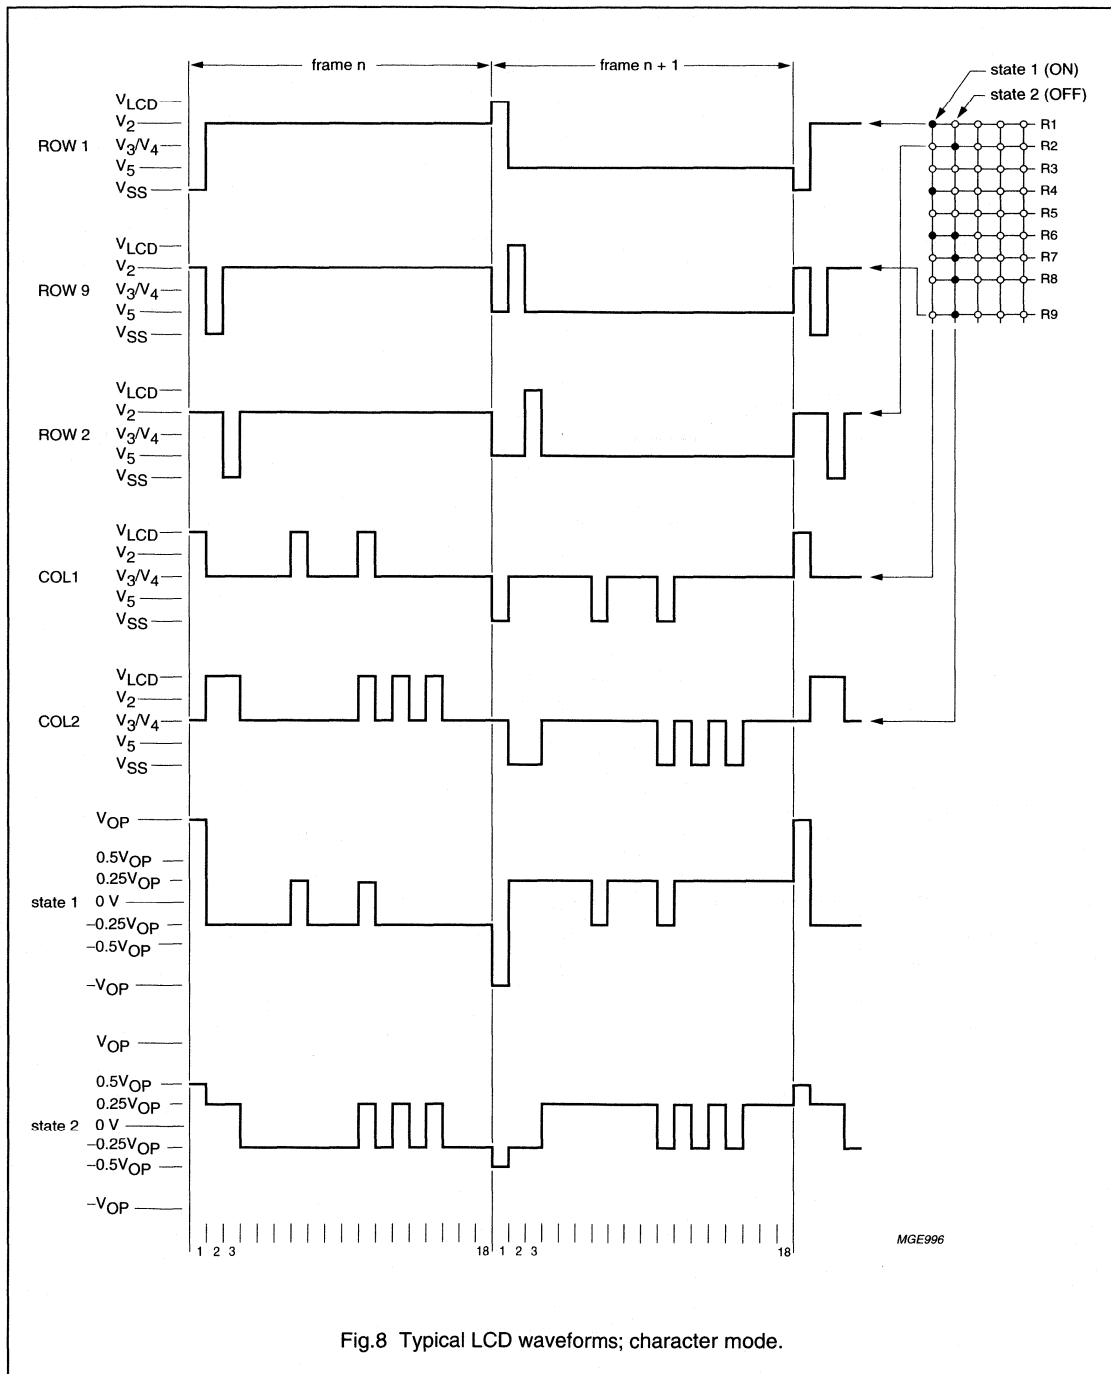 frame n
frame n + 1
state 1 (ON)
state 2 (OFF)
R1
R2
R3
R4
R5
R6
R7
R8
R9
ROW 1
VLCD
V2
V3/V4
V5
VSS
ROW 9
VLCD
V2
V3/V4
V5
VSS
ROW 2
VLCD
V2
V3/V4
V5
VSS
COL1
VLCD
V2
V3/V4
V5
VSS
COL2
VLCD
V2
V3/V4
V5
VSS
state 1
VOP
0.5VOP
0.25VOP
0 V
−0.25VOP
−0.5VOP
−VOP
state 2
VOP
0.5VOP
0.25VOP
0 V
−0.25VOP
−0.5VOP
−VOP
1 2 3 18 1 2 3 18
MGE996
Fig.8 Typical LCD waveforms; character mode.